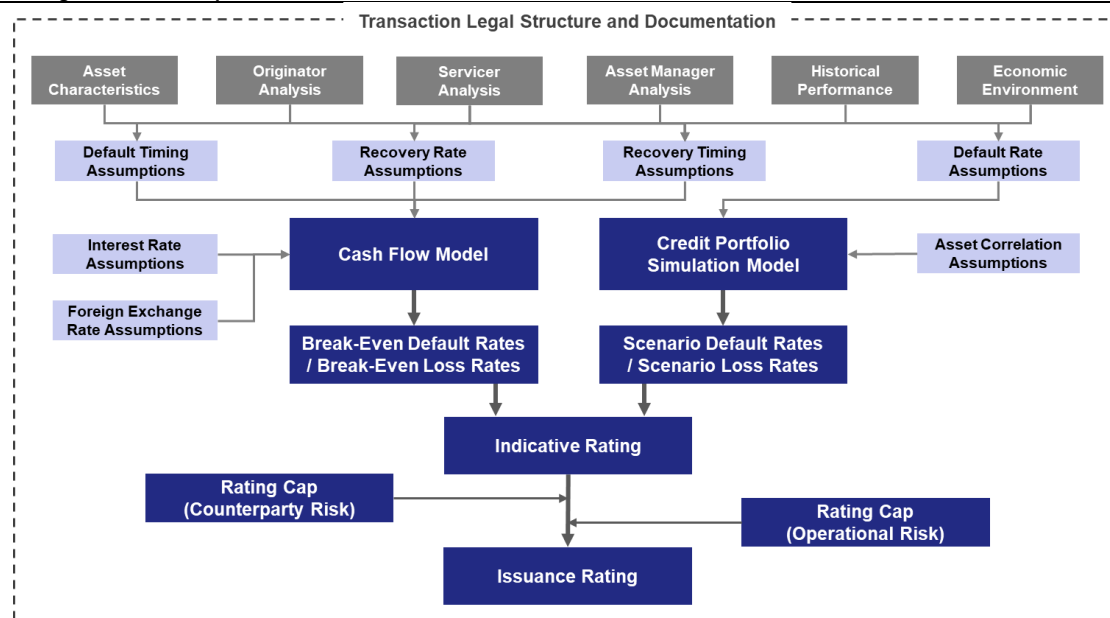 Transaction Legal Structure and Documentation
Asset
Characteristics
Originator
Analysis
Servicer
Analysis
Asset Manager
Analysis
Historical
Performance
Economic
Environment
Default Timing
Assumptions
Recovery Rate
Assumptions
Recovery Timing
Assumptions
Default Rate
Assumptions
Interest Rate
Assumptions
Cash Flow Model
Credit Portfolio
Simulation Model
Asset Correlation
Assumptions
Foreign Exchange
Rate Assumptions
Break-Even Default Rates
/ Break-Even Loss Rates
Scenario Default Rates
/ Scenario Loss Rates
Indicative Rating
Rating Cap
(Counterparty Risk)
Rating Cap
(Operational Risk)
Issuance Rating